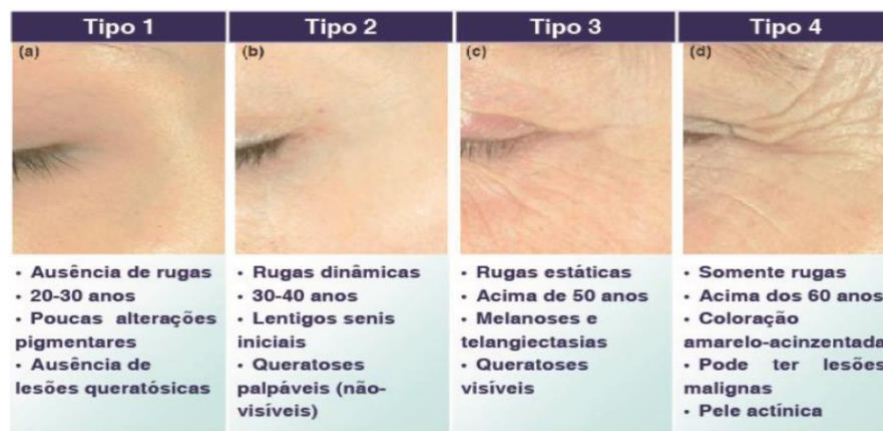 Tipo 1
Tipo 2
Tipo 3
Tipo 4
(a)
(b)
(c)
(d)
• Ausência de rugas
• 20-30 anos
• Poucas alterações
pigmentares
• Ausência de
lesões queratósicas
• Rugas dinâmicas
• 30-40 anos
• Lentigos senis
iniciais
• Queratoses
palpáveis (não-
visíveis)
• Rugas estáticas
• Acima de 50 anos
• Melanoses e
telangiectasias
• Queratoses
visíveis
• Somente rugas
• Acima dos 60 anos
• Coloração
amarelo-acinzentada
• Pode ter lesões
malignas
• Pele actínica